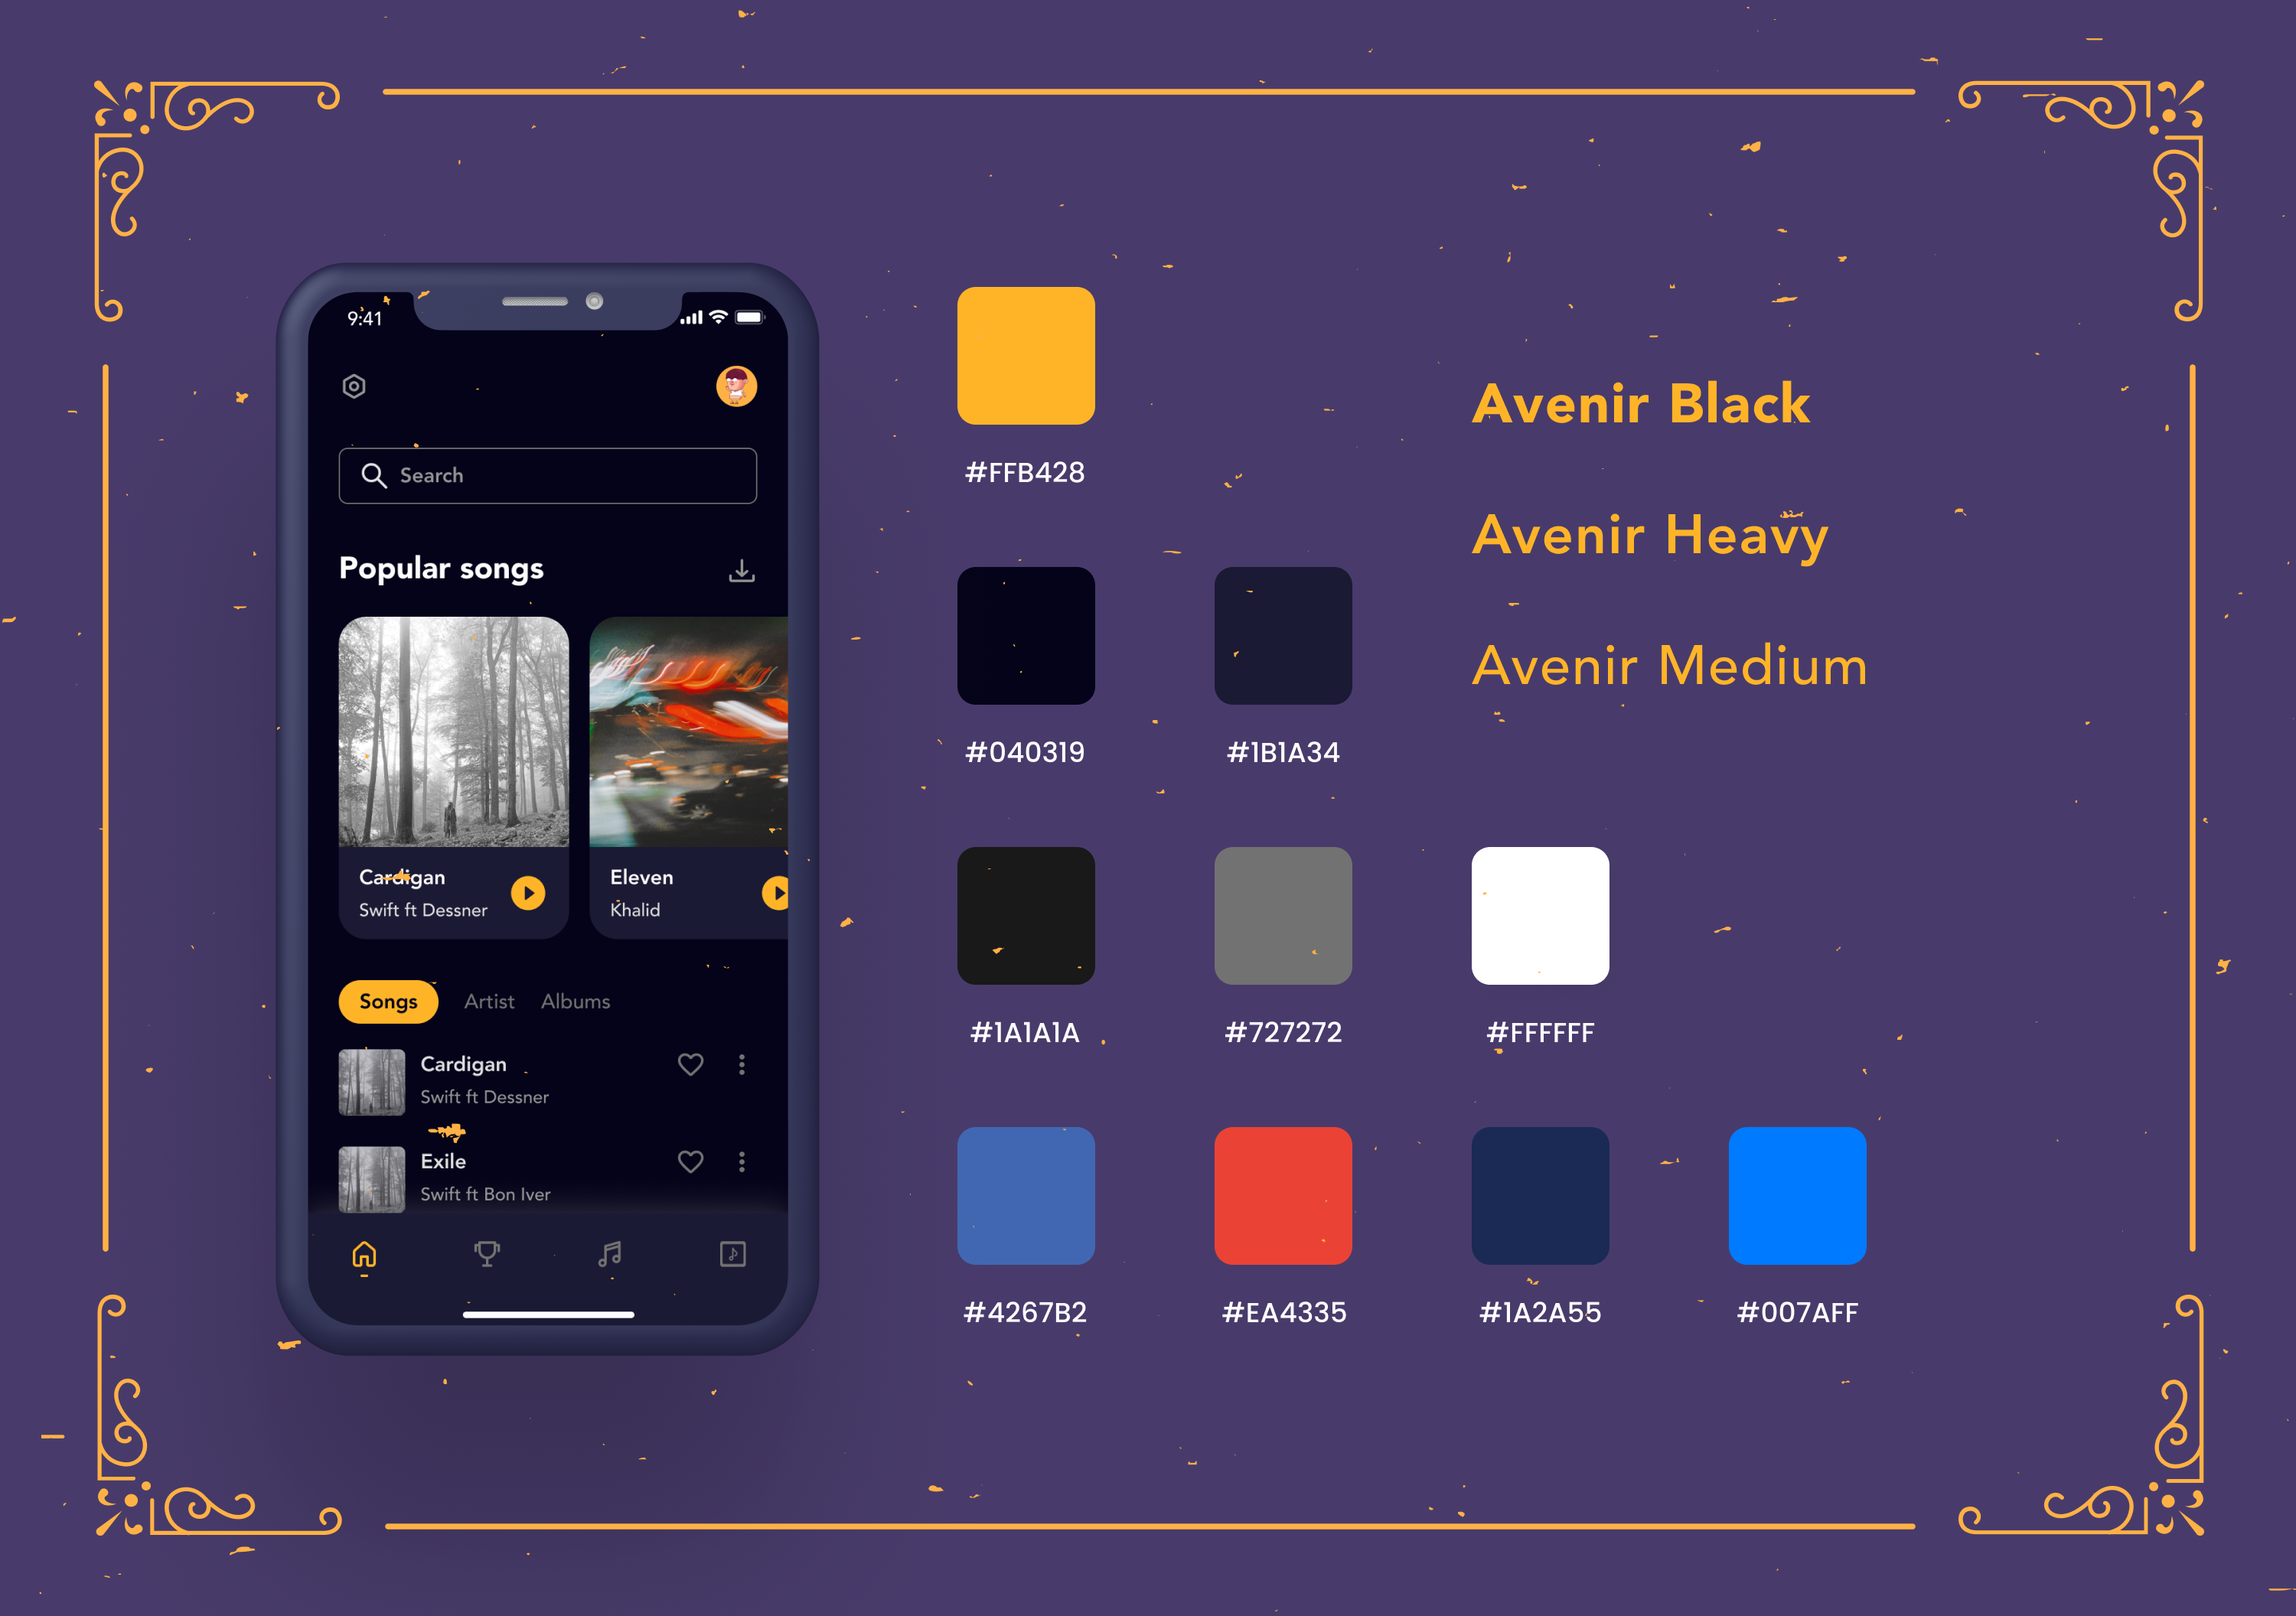 9:41
Search
Popular songs
Cardigan
Swift ft Dessner
Eleven
Khalid
Songs Artist Albums
Cardigan
Swift ft Dessner
Exile
Swift ft Bon Iver
#FFB428
#040319 #1B1A34
#1A1A1A #727272 #FFFFFF
#4267B2 #EA4335 #1A2A55 #007AFF
Avenir Black
Avenir Heavy
Avenir Medium